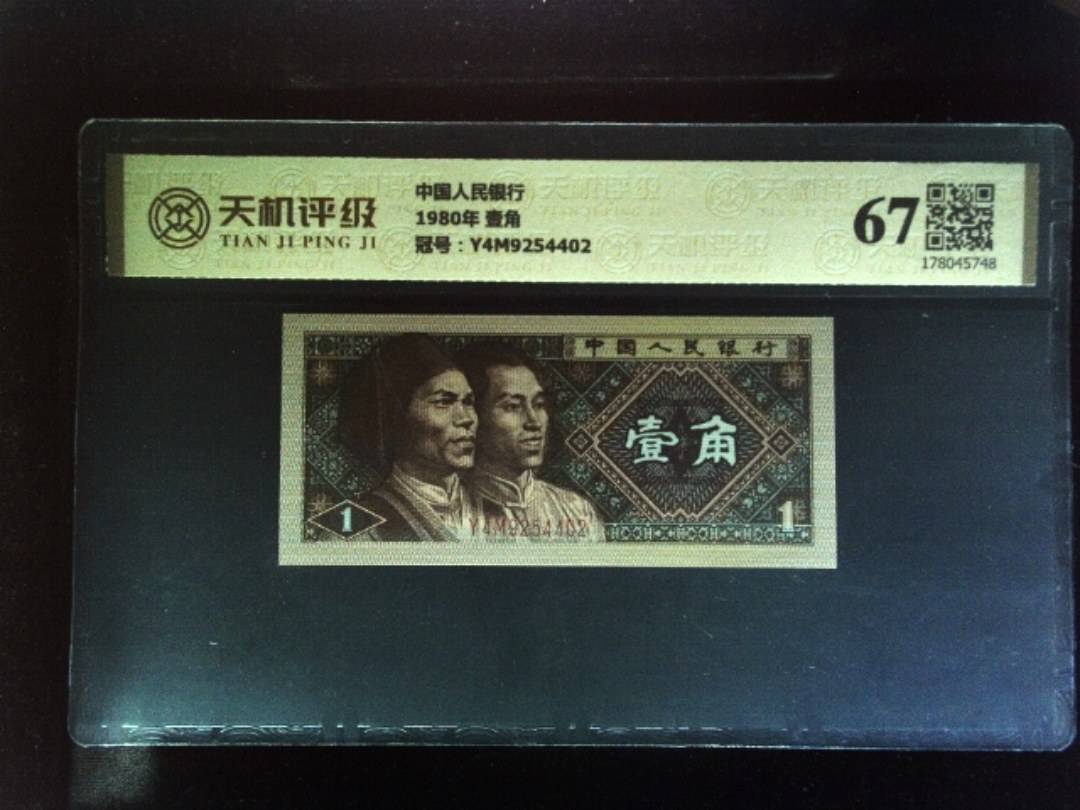 天机评级
TIAN JI PING JI
中国人民银行
1980年 壹角
冠号：Y4M9254402
67
178045748
中国人民银行
壹角
1
Y4M9254402
1